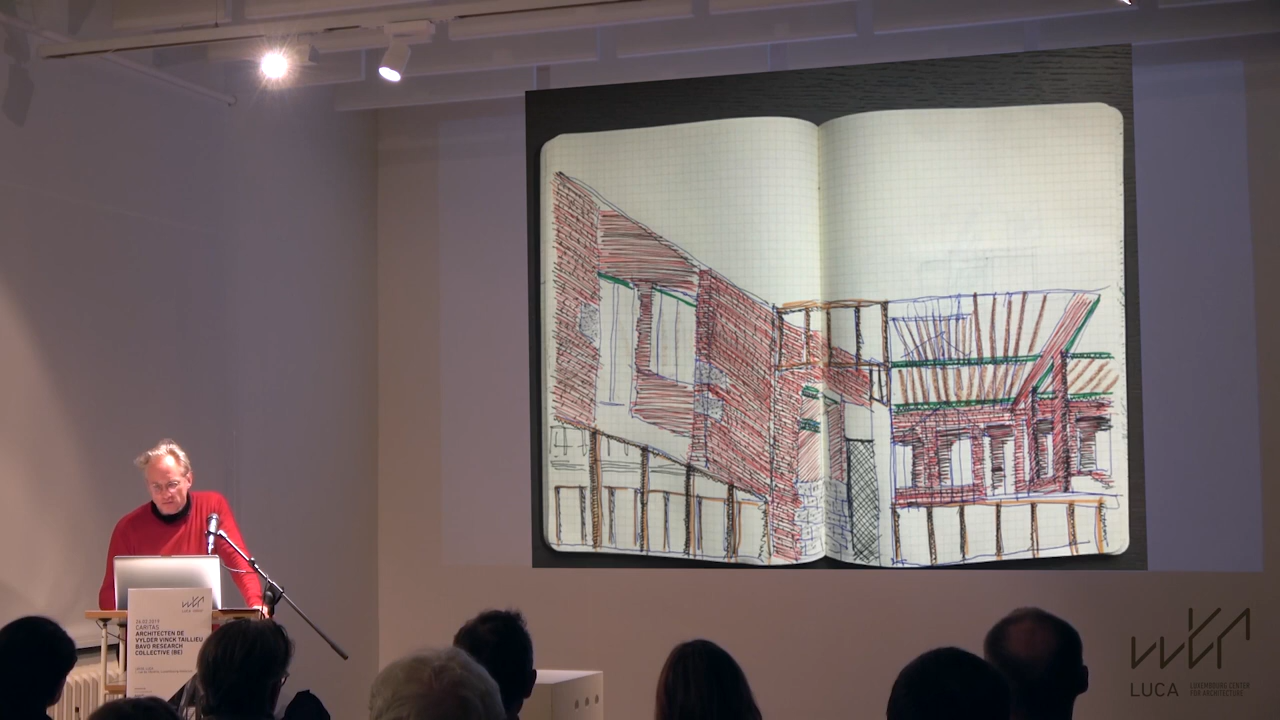 26.02.2019
CARITAS
ARCHITECTEN DE
VYLDER VINCK TAILLIEU
BAVO RESEARCH
COLLECTIVE (BE)
LUCA
LUXEMBOURG CENTER
FOR ARCHITECTURE